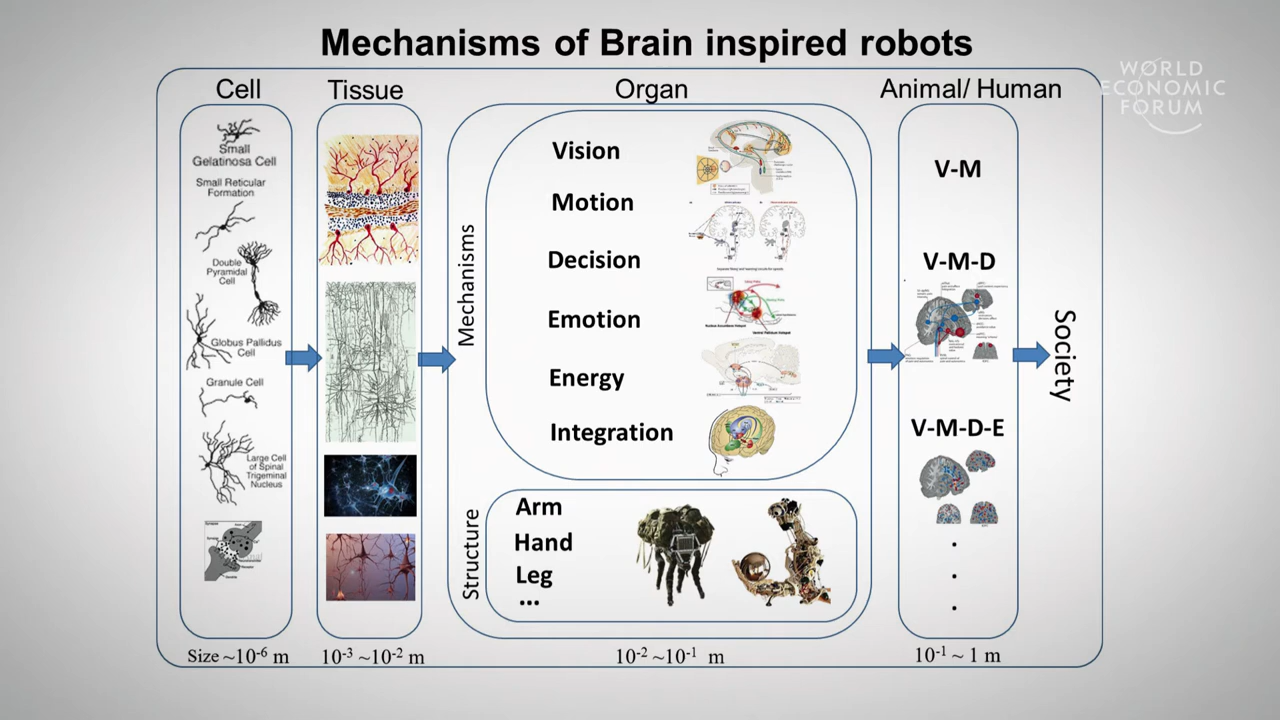 Mechanisms of Brain inspired robots
WORLD
ECONOMIC
FORUM
Cell
Tissue
Organ
Animal/ Human
Small
Gelatinosa Cell
Small Reticular
Formation
Double
Pyramidal
Cell
Globus Pallidus
Cell
Granule Cell
Large Cell
of Spinal
Trigeminal
Nucleus
Mechanisms
Vision
Motion
Decision
Emotion
Energy
Integration
Structure
Arm
Hand
Leg
...
V-M
V-M-D
V-M-D-E
Society
Size ~10⁻⁶ m
10⁻³ ~10⁻² m
10⁻² ~10⁻¹ m
10⁻¹ ~ 1 m